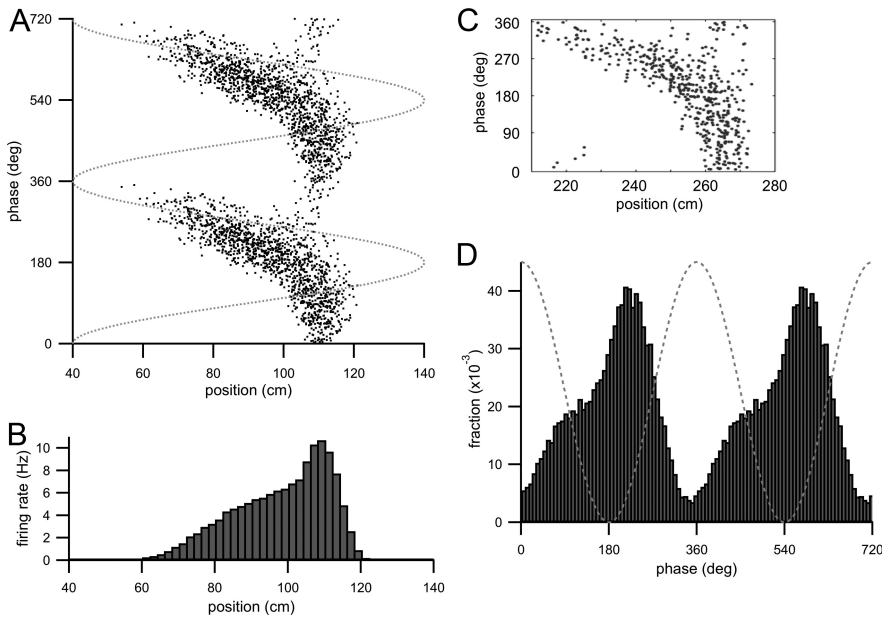 A
720
540
360
180
0
phase (deg)
40 60 80 100 120 140
position (cm)
B
10
8
6
4
2
0
firing rate (Hz)
40 60 80 100 120 140
position (cm)
C
360
270
180
90
0
phase (deg)
220 240 260 280
position (cm)
D
40
30
20
10
0
fraction (x10⁻³)
0 180 360 540 720
phase (deg)